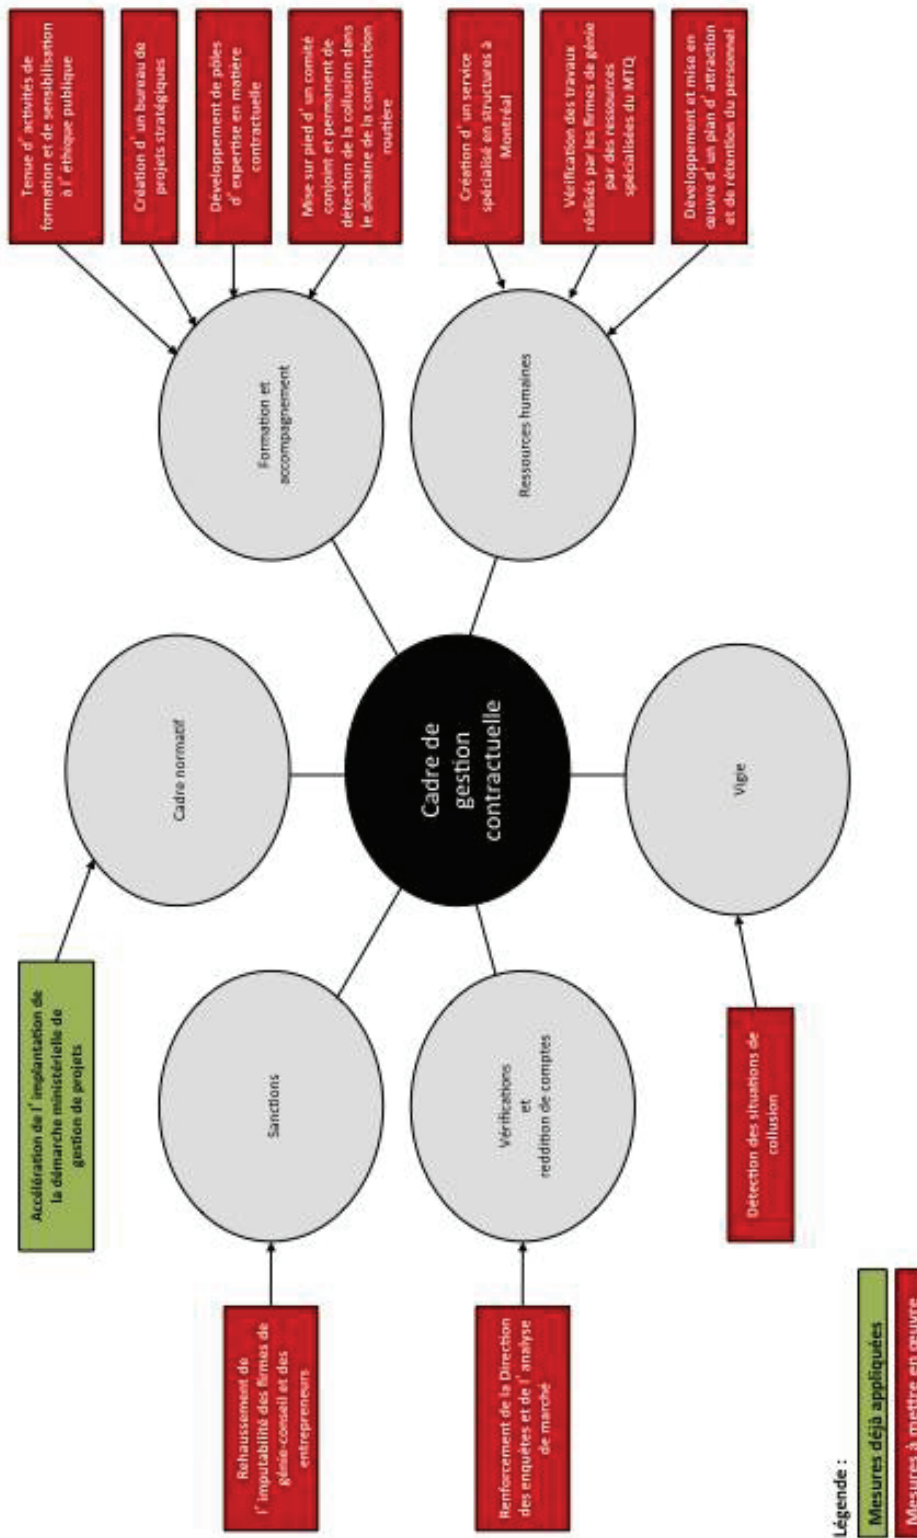 Accélération de l'implantation de
la démarche ministérielle de
gestion de projets
Cadre normatif
Tenue d'activités de
formation et de sensibilisation
à l'éthique publique
Création d'un bureau de
projets stratégiques
Développement de pôles
d'expertise en matière
contractuelle
Mise sur pied d'un comité
conjoint et permanent de
détection de la collusion dans
le domaine de la construction
routière
Formation et
accompagnement
Rehaussement de
l'imputabilité des firmes de
génie-conseil et des
entrepreneurs
Sanctions
Cadre de
gestion
contractuelle
Création d'un service
spécialisé en structures à
Montréal
Vérification des travaux
réalisés par les firmes de génie
par des ressources
spécialisées du MTQ
Développement et mise en
œuvre d'un plan d'attraction
et de rétention du personnel
Ressources humaines
Renforcement de la Direction
des enquêtes et de l'analyse
de marché
Vérifications
et
reddition de comptes
Détection des situations de
collusion
Vigie
Légende :
Mesures déjà appliquées
Mesures à mettre en œuvre